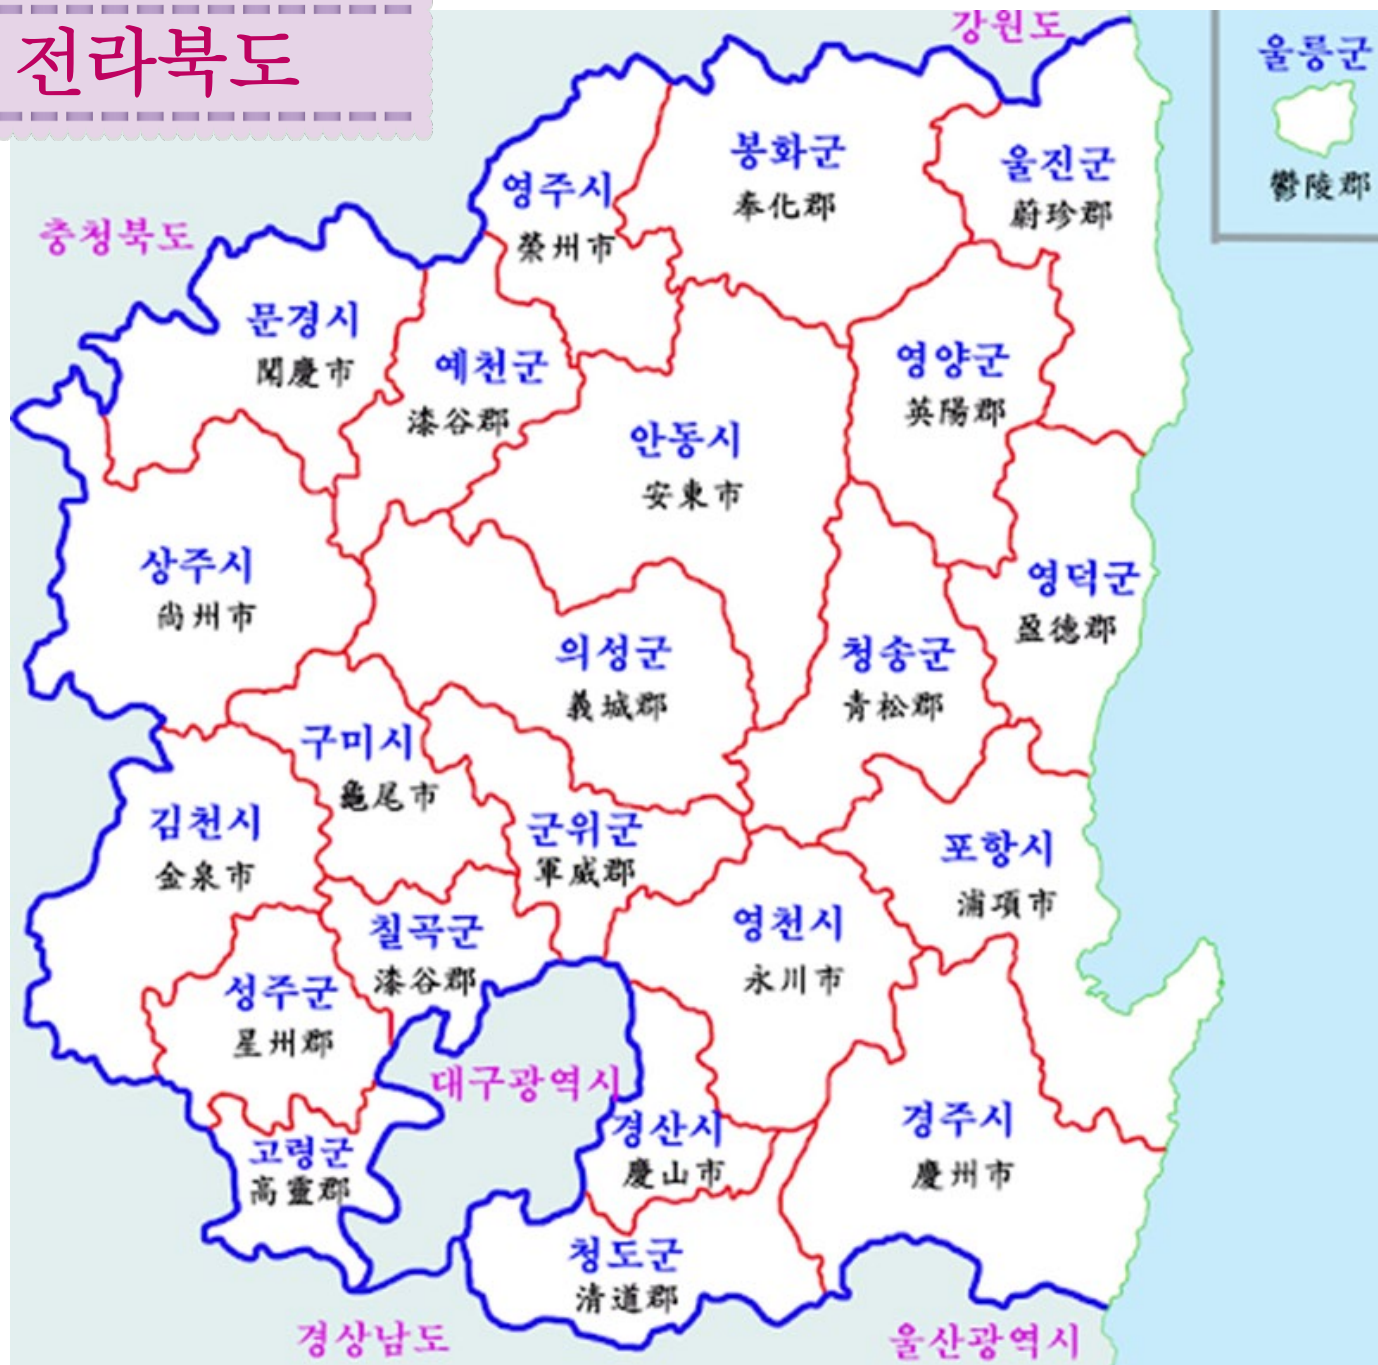 전라북도
강원도
울릉군
鬱陵郡
봉화군
奉化郡
울진군
蔚珍郡
영주시
榮州市
충청북도
문경시
聞慶市
예천군
漆谷郡
영양군
英陽郡
안동시
安東市
상주시
尙州市
영덕군
盈德郡
의성군
義城郡
청송군
靑松郡
구미시
龜尾市
김천시
金泉市
군위군
軍威郡
포항시
浦項市
칠곡군
漆谷郡
영천시
永川市
성주군
星州郡
대구광역시
경산시
慶山市
경주시
慶州市
고령군
高靈郡
청도군
清道郡
경상남도
울산광역시